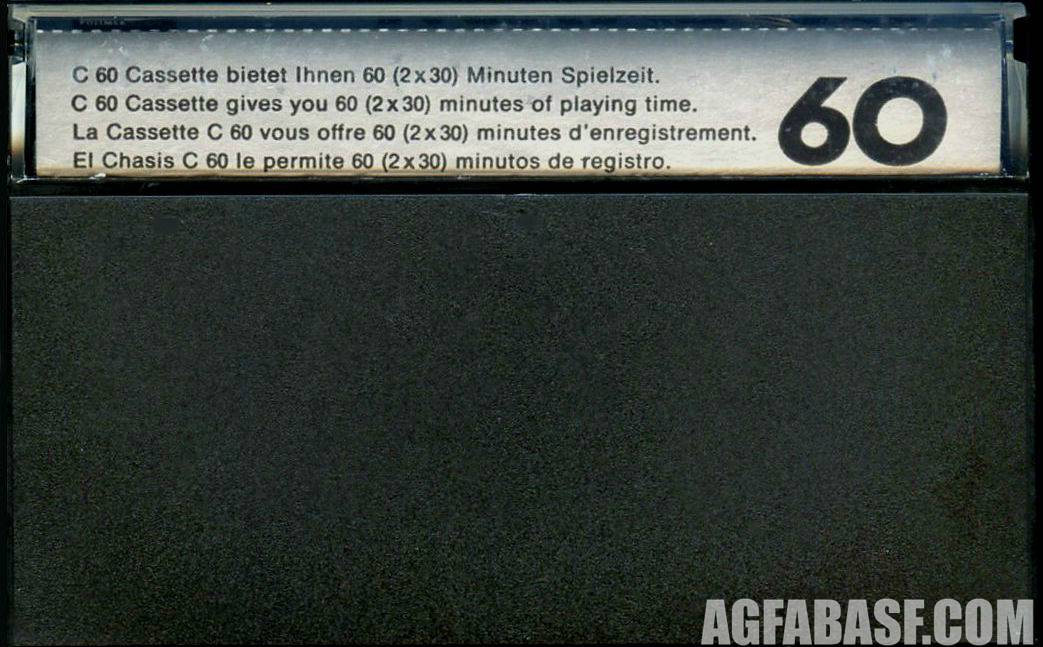 C 60 Cassette bietet Ihnen 60 (2x30) Minuten Spielzeit.
C 60 Cassette gives you 60 (2x30) minutes of playing time.
La Cassette C 60 vous offre 60 (2x30) minutes d'enregistrement.
El Chasis C 60 le permite 60 (2x30) minutos de registro.
60
AGFABASF.COM